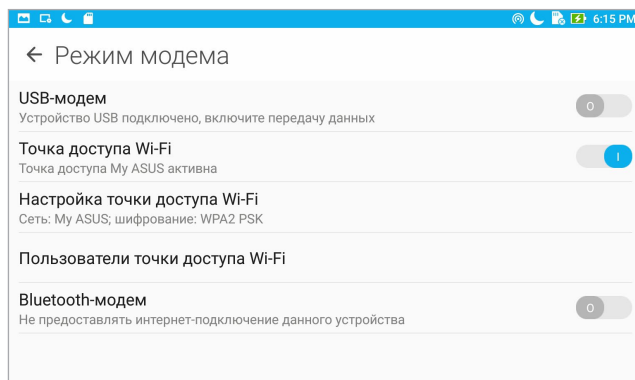 6:15 PM
Режим модема
USB-модем
Устройство USB подключено, включите передачу данных
Точка доступа Wi-Fi
Точка доступа My ASUS активна
Настройка точки доступа Wi-Fi
Сеть: My ASUS; шифрование: WPA2 PSK
Пользователи точки доступа Wi-Fi
Bluetooth-модем
Не предоставлять интернет-подключение данного устройства